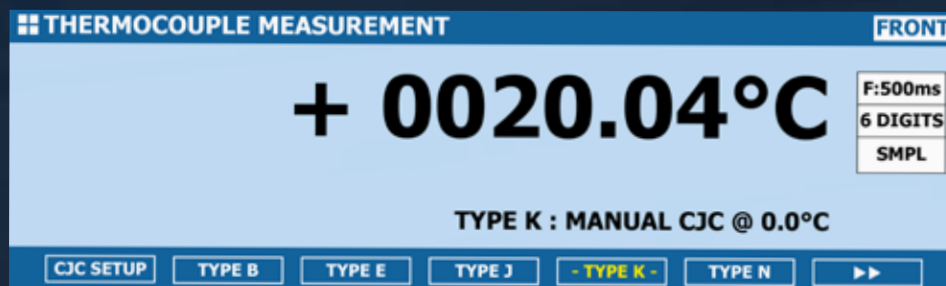 THERMOCOUPLE MEASUREMENT FRONT
+ 0020.04°C
F:500ms
6 DIGITS
SMPL
TYPE K : MANUAL CJC @ 0.0°C
CJC SETUP TYPE B TYPE E TYPE J - TYPE K - TYPE N ►►